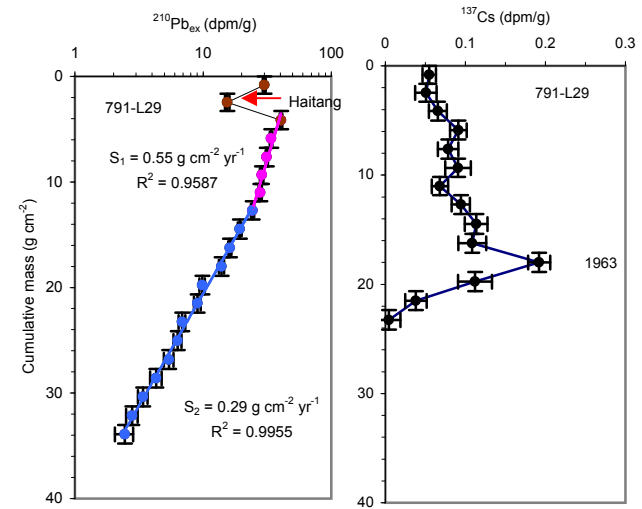 ²¹⁰Pbₑₓ (dpm/g)
1 10 100
0
10
20
30
40
Cumulative mass (g cm⁻²)
791-L29
Haitang
S₁ = 0.55 g cm⁻² yr⁻¹
R² = 0.9587
S₂ = 0.29 g cm⁻² yr⁻¹
R² = 0.9955
¹³⁷Cs (dpm/g)
0 0.1 0.2 0.3
0
10
20
30
40
791-L29
1963